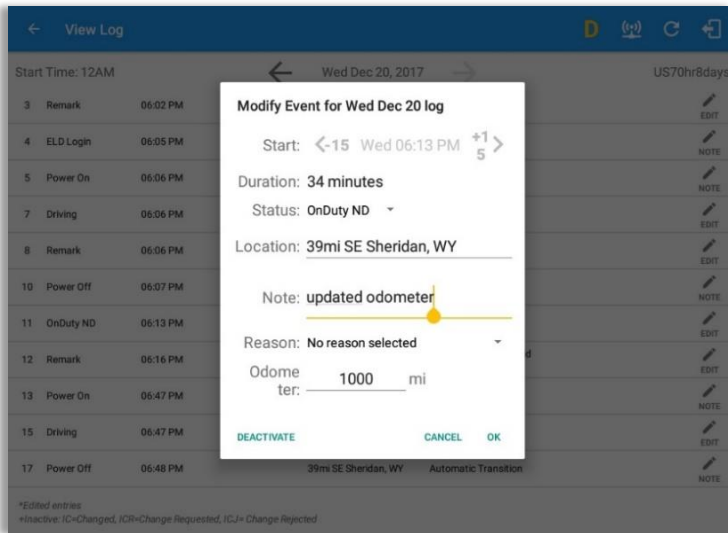 View Log
D
Start Time: 12AM
Wed Dec 20, 2017
US70hr8days
3 Remark 06:02 PM
EDIT
4 ELD Login 06:05 PM
NOTE
5 Power On 06:06 PM
NOTE
7 Driving 06:06 PM
EDIT
8 Remark 06:06 PM
EDIT
10 Power Off 06:07 PM
NOTE
11 OnDuty ND 06:13 PM
EDIT
12 Remark 06:16 PM d
EDIT
13 Power On 06:47 PM
NOTE
15 Driving 06:47 PM
EDIT
17 Power Off 06:48 PM 39mi SE Sheridan, WY Automatic Transition
NOTE
*Edited entries
+Inactive: IC=Changed, ICR=Change Requested, ICJ= Change Rejected
Modify Event for Wed Dec 20 log
Start: -15 Wed 06:13 PM +1
5
Duration: 34 minutes
Status: OnDuty ND
Location: 39mi SE Sheridan, WY
Note: updated odometer
Reason: No reason selected
Odome
ter: 1000 mi
DEACTIVATE CANCEL OK